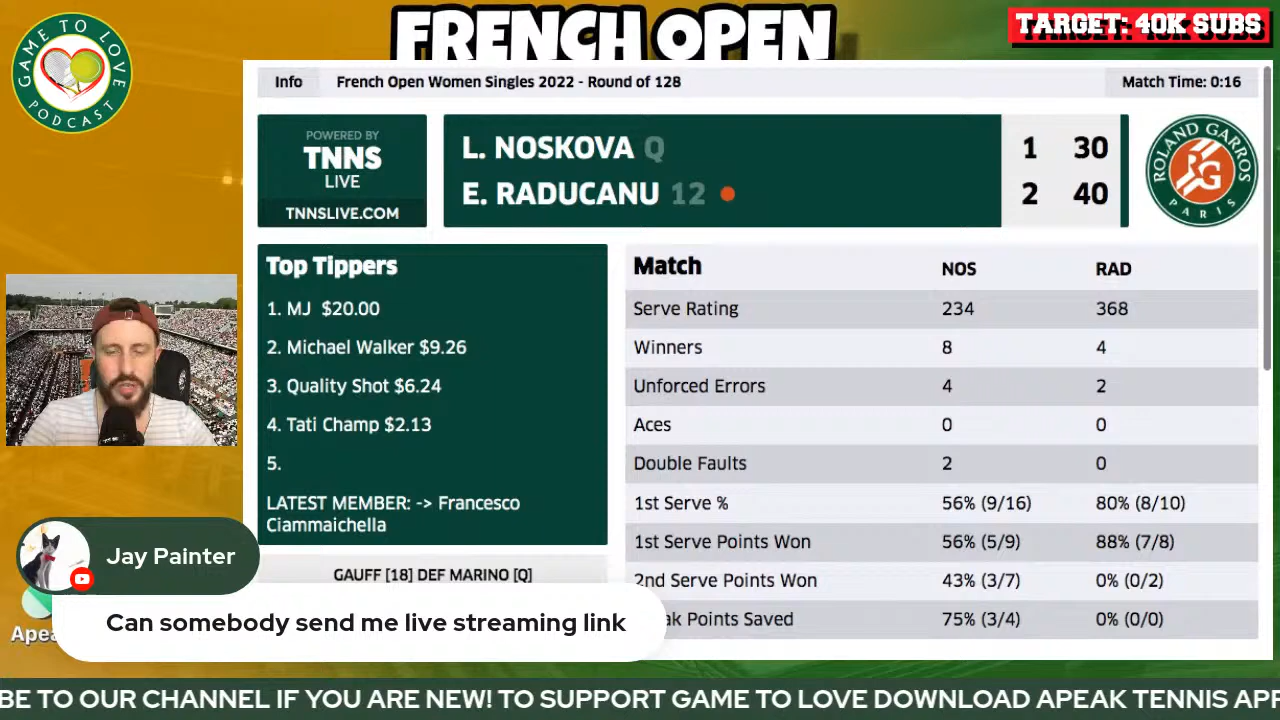 GAME TO LOVE
PODCAST
FRENCH OPEN
TARGET: 40K SUBS
Info
French Open Women Singles 2022 - Round of 128
Match Time: 0:16
POWERED BY
TNNS
LIVE
TNNSLIVE.COM
L. NOSKOVA Q 1 30
E. RADUCANU 12 2 40
ROLAND GARROS
RG
PARIS
Top Tippers
1. MJ $20.00
2. Michael Walker $9.26
3. Quality Shot $6.24
4. Tati Champ $2.13
5.
LATEST MEMBER: -> Francesco
Ciammaichella
GAUFF [18] DEF MARINO [Q]
Match NOS RAD
Serve Rating 234 368
Winners 8 4
Unforced Errors 4 2
Aces 0 0
Double Faults 2 0
1st Serve % 56% (9/16) 80% (8/10)
1st Serve Points Won 56% (5/9) 88% (7/8)
2nd Serve Points Won 43% (3/7) 0% (0/2)
ak Points Saved 75% (3/4) 0% (0/0)
Jay Painter
Can somebody send me live streaming link
Apea
BE TO OUR CHANNEL IF YOU ARE NEW! TO SUPPORT GAME TO LOVE DOWNLOAD APEAK TENNIS APP